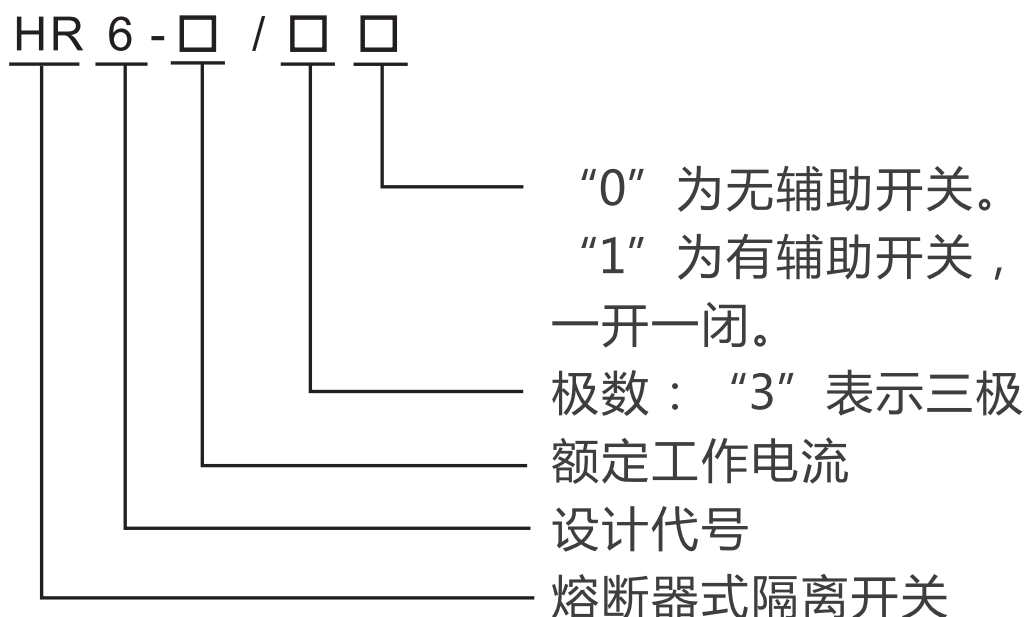 HR 6-□ / □ □
“0”为无辅助开关。
“1”为有辅助开关,
一开一闭。
极数:“3”表示三极
额定工作电流
设计代号
熔断器式隔离开关